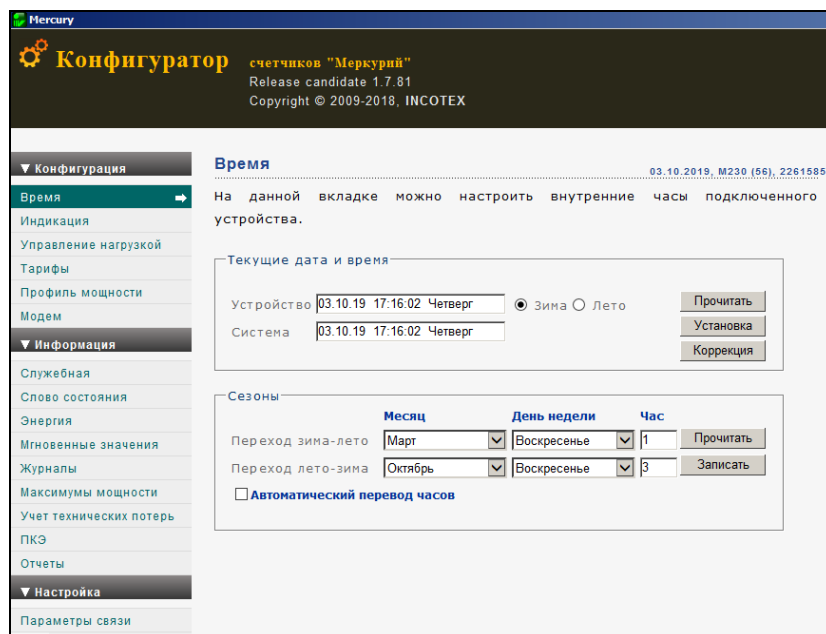 Mercury
Конфигуратор
счетчиков "Меркурий"
Release candidate 1.7.81
Copyright © 2009-2018, INCOTEX
▼ Конфигурация
Время
Индикация
Управление нагрузкой
Тарифы
Профиль мощности
Модем
▼ Информация
Служебная
Слово состояния
Энергия
Мгновенные значения
Журналы
Максимумы мощности
Учет технических потерь
ПКЭ
Отчеты
▼ Настройка
Параметры связи
Время
03.10.2019, M230 (56), 2261585
На данной вкладке можно настроить внутренние часы подключенного
устройства.
Текущие дата и время
Устройство 03.10.19 17:16:02 Четверг Зима Лето Прочитать
Система 03.10.19 17:16:02 Четверг Установка
Коррекция
Сезоны
Месяц День недели Час
Переход зима-лето Март Воскресенье 1 Прочитать
Переход лето-зима Октябрь Воскресенье 3 Записать
Автоматический перевод часов